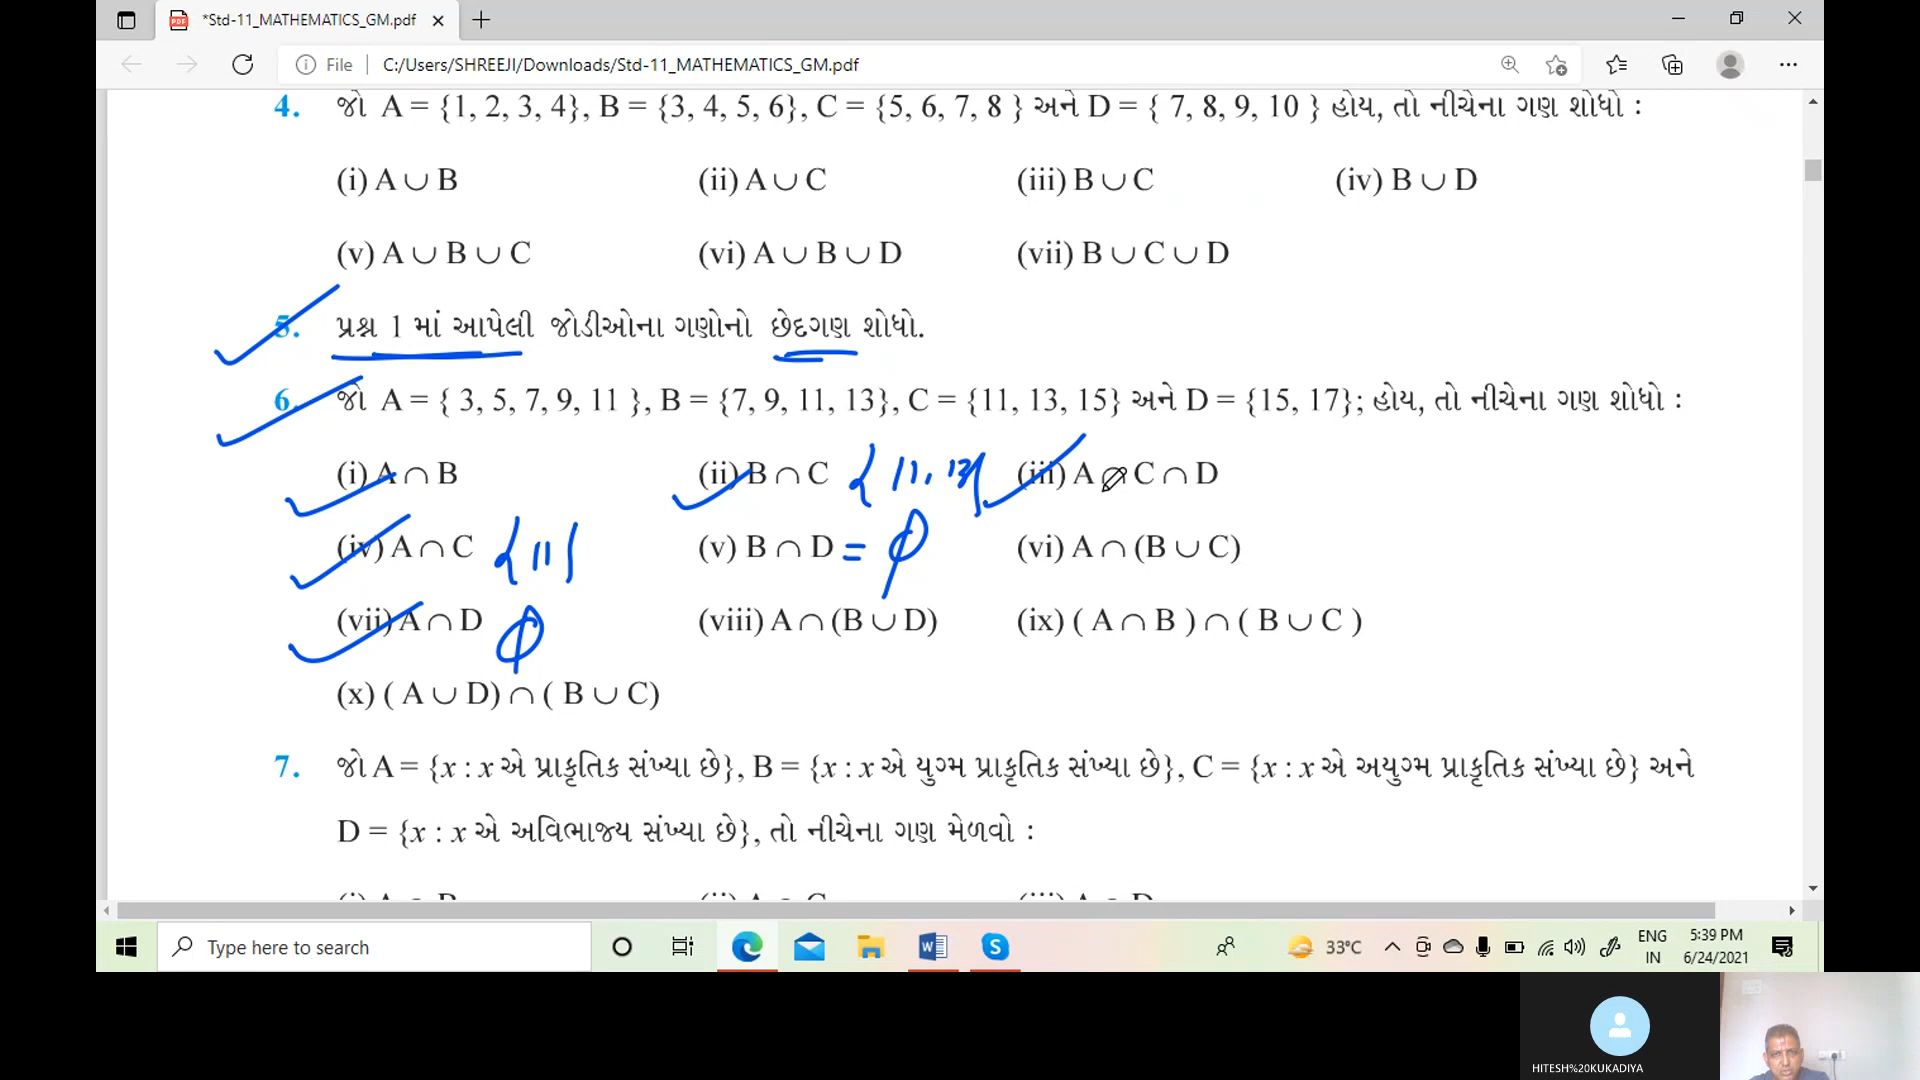 *Std-11_MATHEMATICS_GM.pdf
File C:/Users/SHREEJI/Downloads/Std-11_MATHEMATICS_GM.pdf
4. જો A = {1, 2, 3, 4}, B = {3, 4, 5, 6}, C = {5, 6, 7, 8 } અને D = { 7, 8, 9, 10 } હોય, તો નીચેના ગણ શોધો :
(i) A ∪ B (ii) A ∪ C (iii) B ∪ C (iv) B ∪ D
(v) A ∪ B ∪ C (vi) A ∪ B ∪ D (vii) B ∪ C ∪ D
5. પ્રશ્ન 1 માં આપેલી જોડીઓના ગણોનો છેદગણ શોધો.
6. જો A = { 3, 5, 7, 9, 11 }, B = {7, 9, 11, 13}, C = {11, 13, 15} અને D = {15, 17}; હોય, તો નીચેના ગણ શોધો :
(i) A ∩ B (ii) B ∩ C {11, 13} (iii) A C ∩ D
(iv) A ∩ C {11} (v) B ∩ D = ϕ (vi) A ∩ (B ∪ C)
(vii) A ∩ D ϕ (viii) A ∩ (B ∪ D) (ix) ( A ∩ B ) ∩ ( B ∪ C )
(x) ( A ∪ D) ∩ ( B ∪ C)
7. જો A = {x : x એ પ્રાકૃતિક સંખ્યા છે}, B = {x : x એ યુગ્મ પ્રાકૃતિક સંખ્યા છે}, C = {x : x એ અયુગ્મ પ્રાકૃતિક સંખ્યા છે} અને
D = {x : x એ અવિભાજ્ય સંખ્યા છે}, તો નીચેના ગણ મેળવો :
Type here to search 33°C ENG IN 5:39 PM 6/24/2021
HITESH%20KUKADIYA